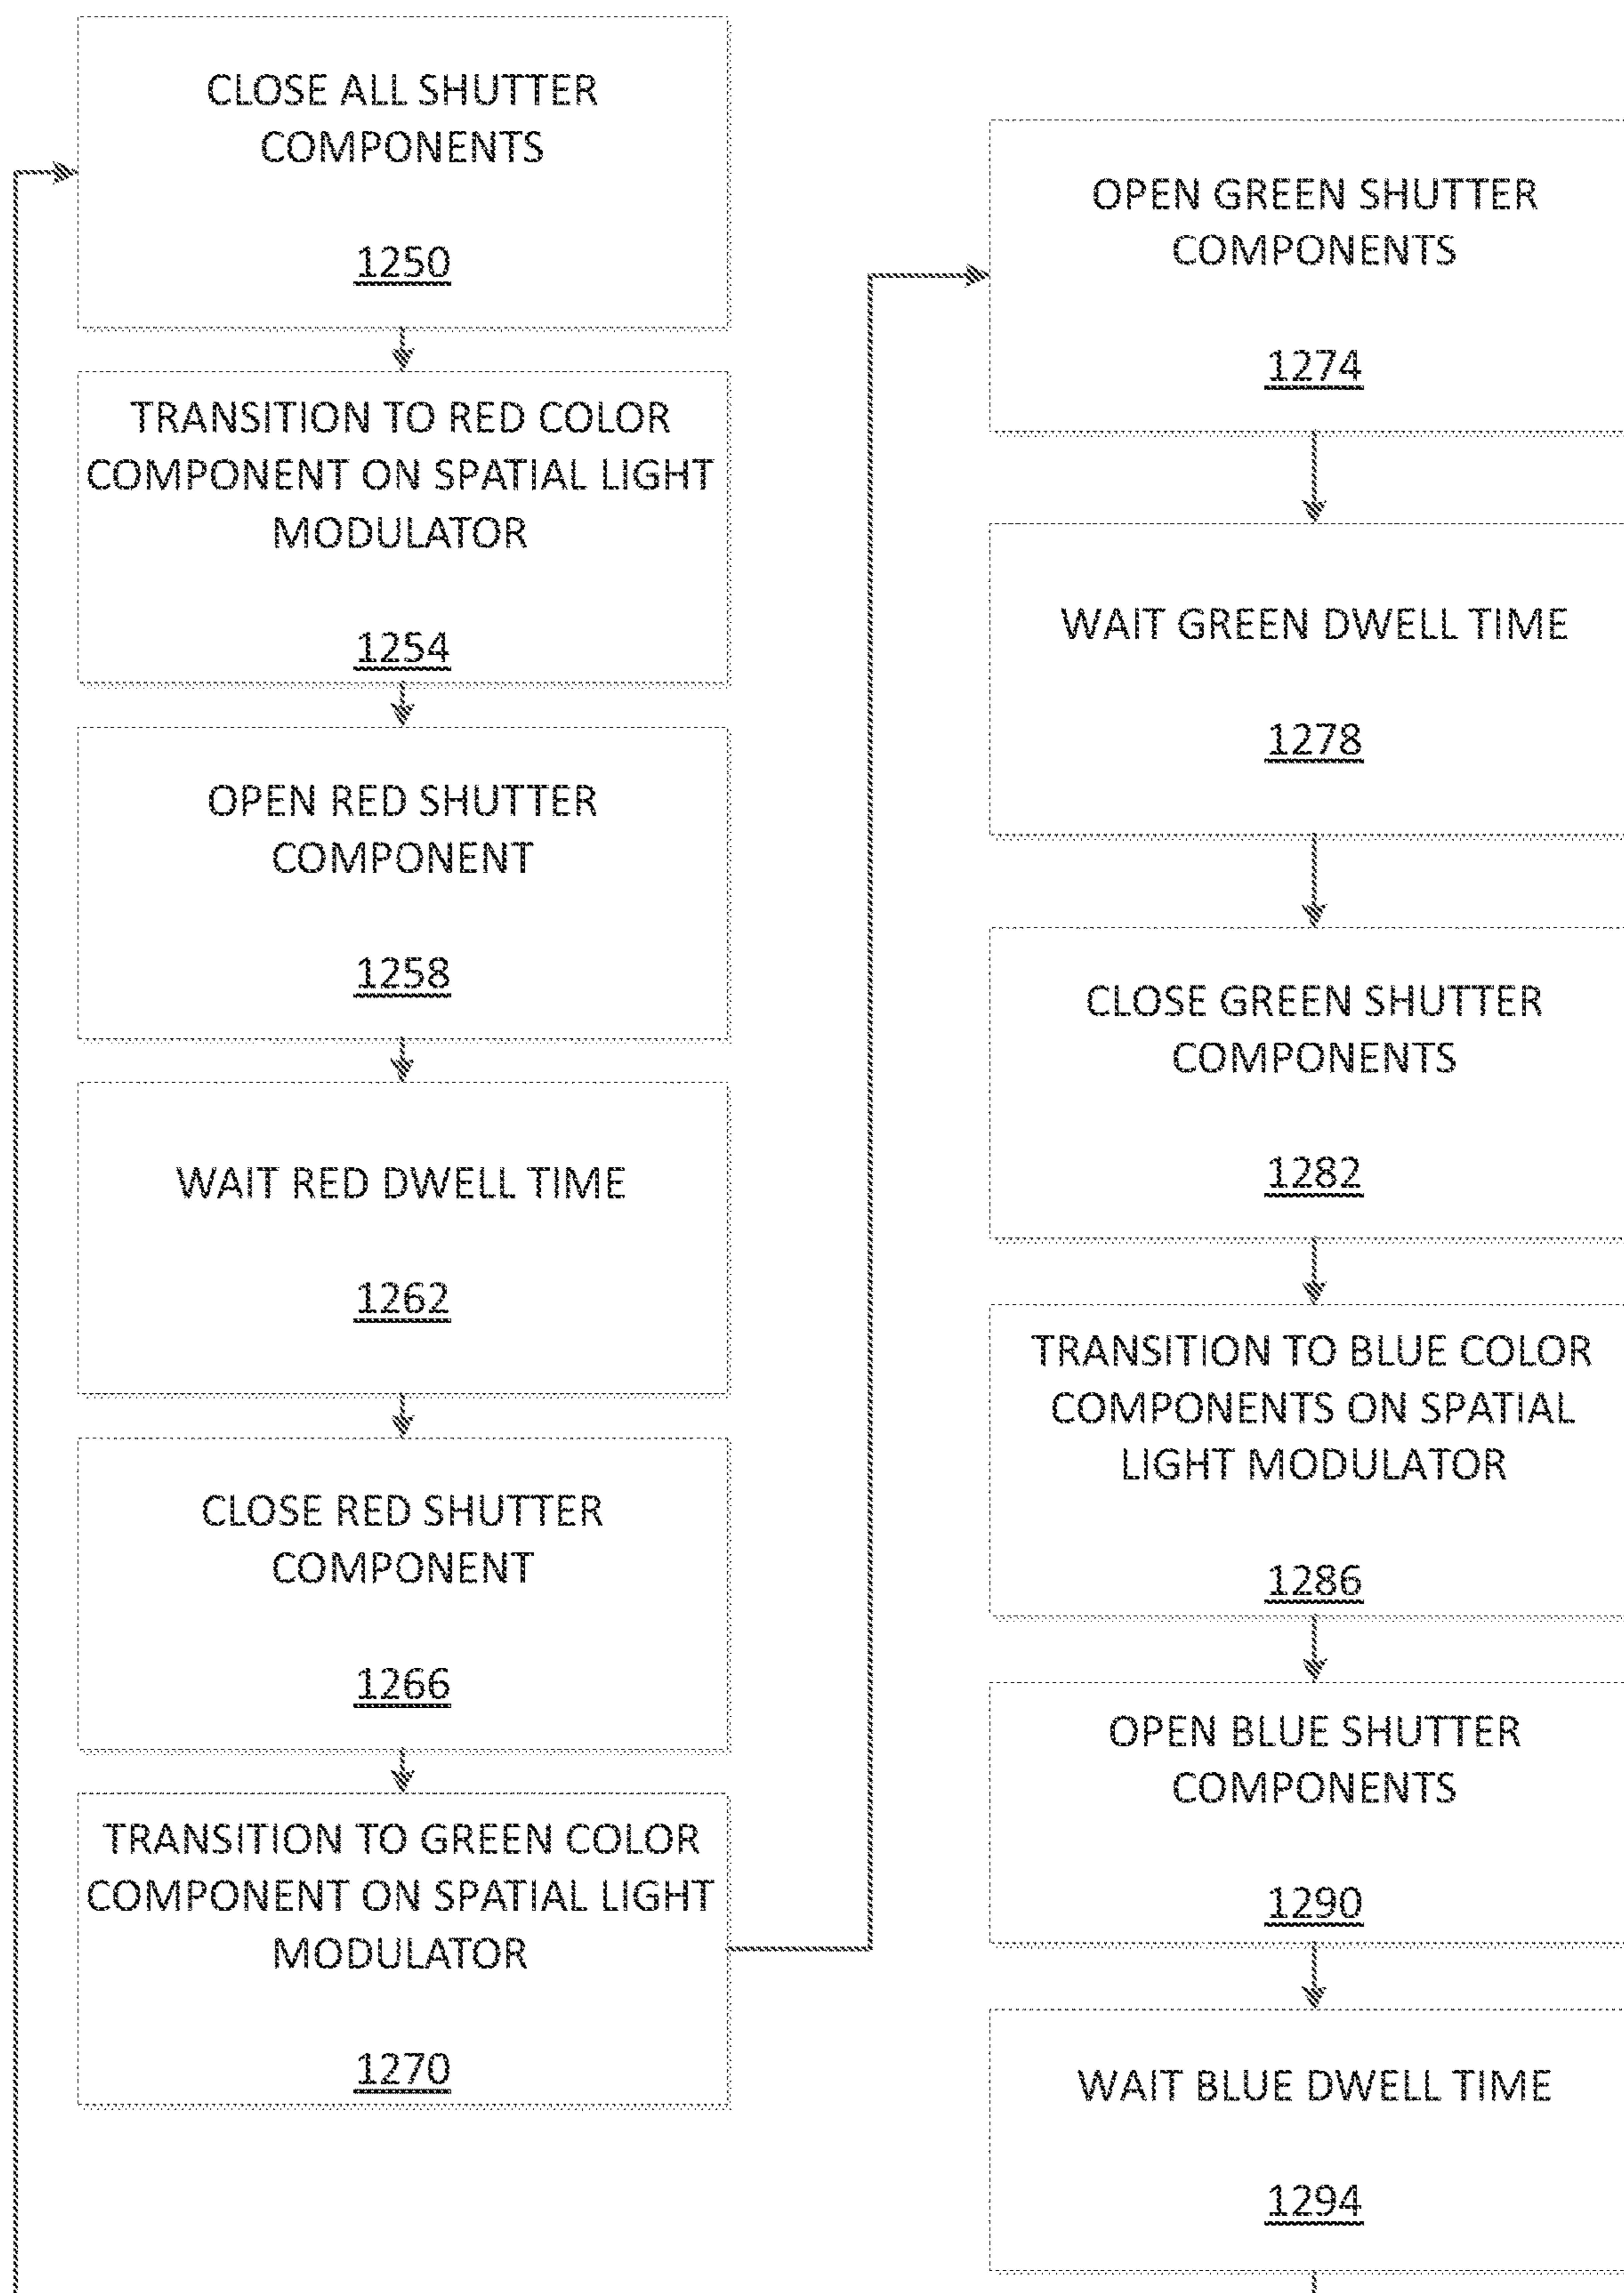 CLOSE ALL SHUTTER
COMPONENTS
1250
TRANSITION TO RED COLOR
COMPONENT ON SPATIAL LIGHT
MODULATOR
1254
OPEN RED SHUTTER
COMPONENT
1258
WAIT RED DWELL TIME
1262
CLOSE RED SHUTTER
COMPONENT
1266
TRANSITION TO GREEN COLOR
COMPONENT ON SPATIAL LIGHT
MODULATOR
1270
OPEN GREEN SHUTTER
COMPONENTS
1274
WAIT GREEN DWELL TIME
1278
CLOSE GREEN SHUTTER
COMPONENTS
1282
TRANSITION TO BLUE COLOR
COMPONENTS ON SPATIAL
LIGHT MODULATOR
1286
OPEN BLUE SHUTTER
COMPONENTS
1290
WAIT BLUE DWELL TIME
1294